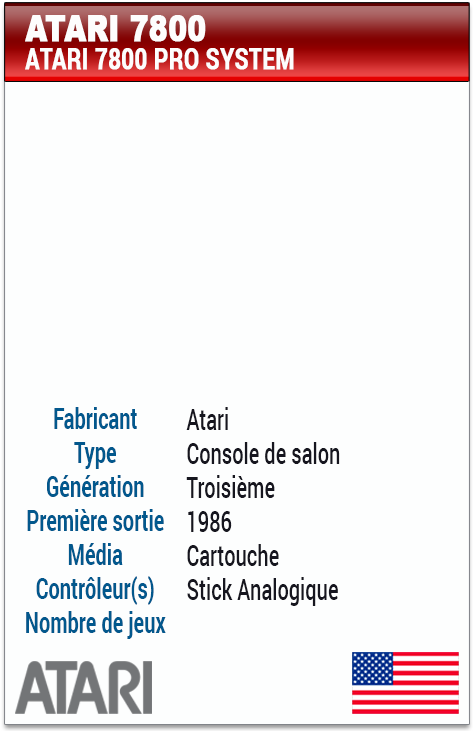 ATARI 7800
ATARI 7800 PRO SYSTEM
Fabricant Atari
Type Console de salon
Génération Troisième
Première sortie 1986
Média Cartouche
Contrôleur(s) Stick Analogique
Nombre de jeux
ATARI